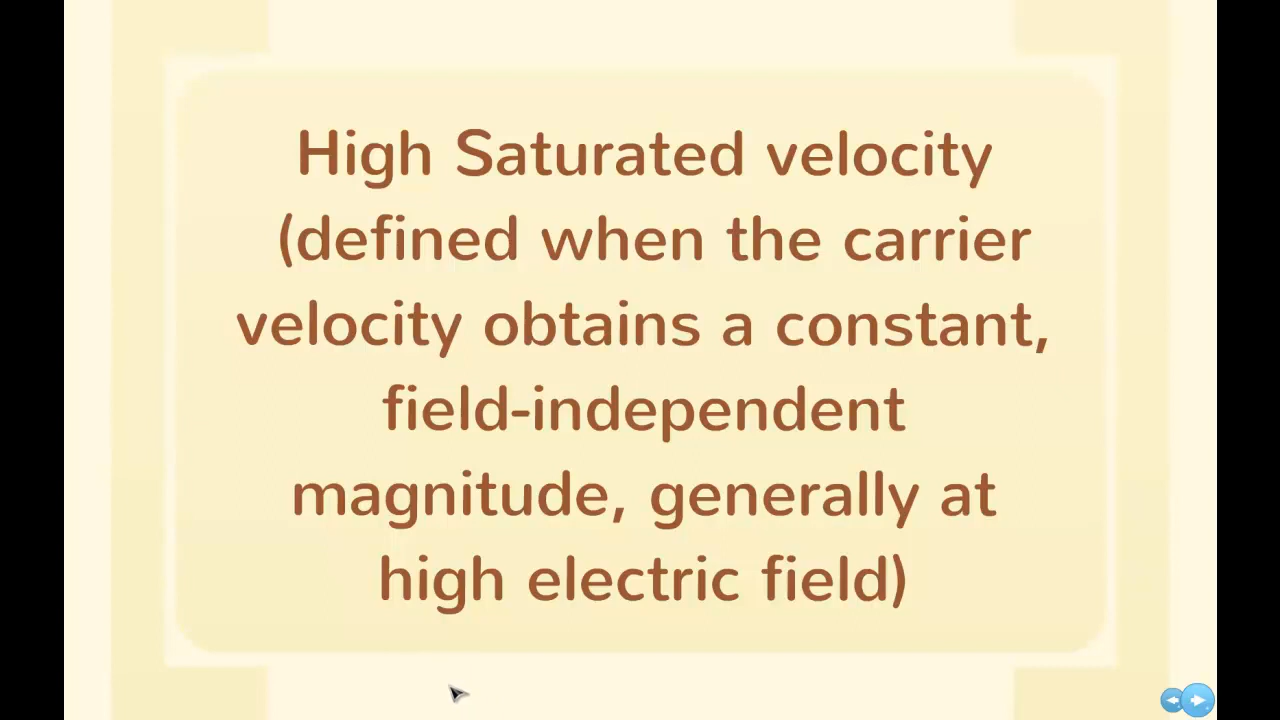 High Saturated velocity
(defined when the carrier
velocity obtains a constant,
field-independent
magnitude, generally at
high electric field)